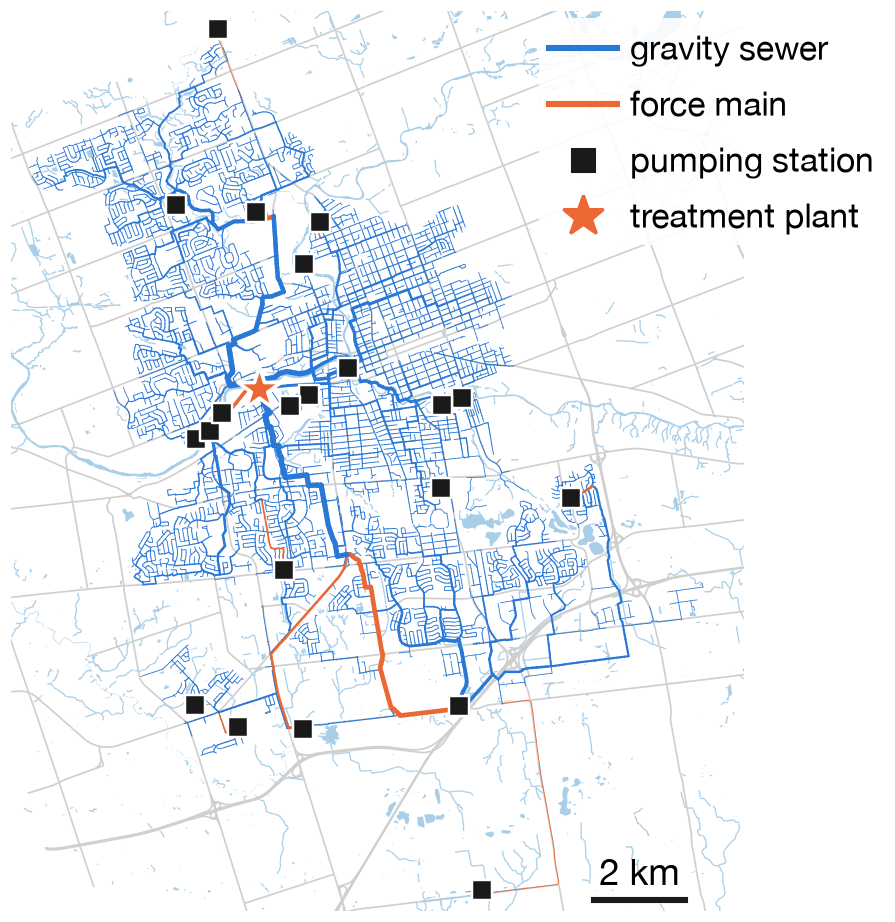 gravity sewer
force main
pumping station
treatment plant
2 km